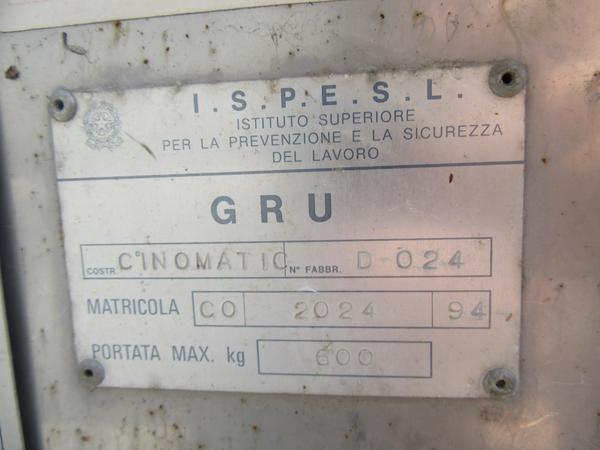 I.S.P.E.S.L.
ISTITUTO SUPERIORE
PER LA PREVENZIONE E LA SICUREZZA
DEL LAVORO
GRU
COSTR. CINOMATIC N° FABBR. D 024
MATRICOLA CO 2024 94
PORTATA MAX. kg 600